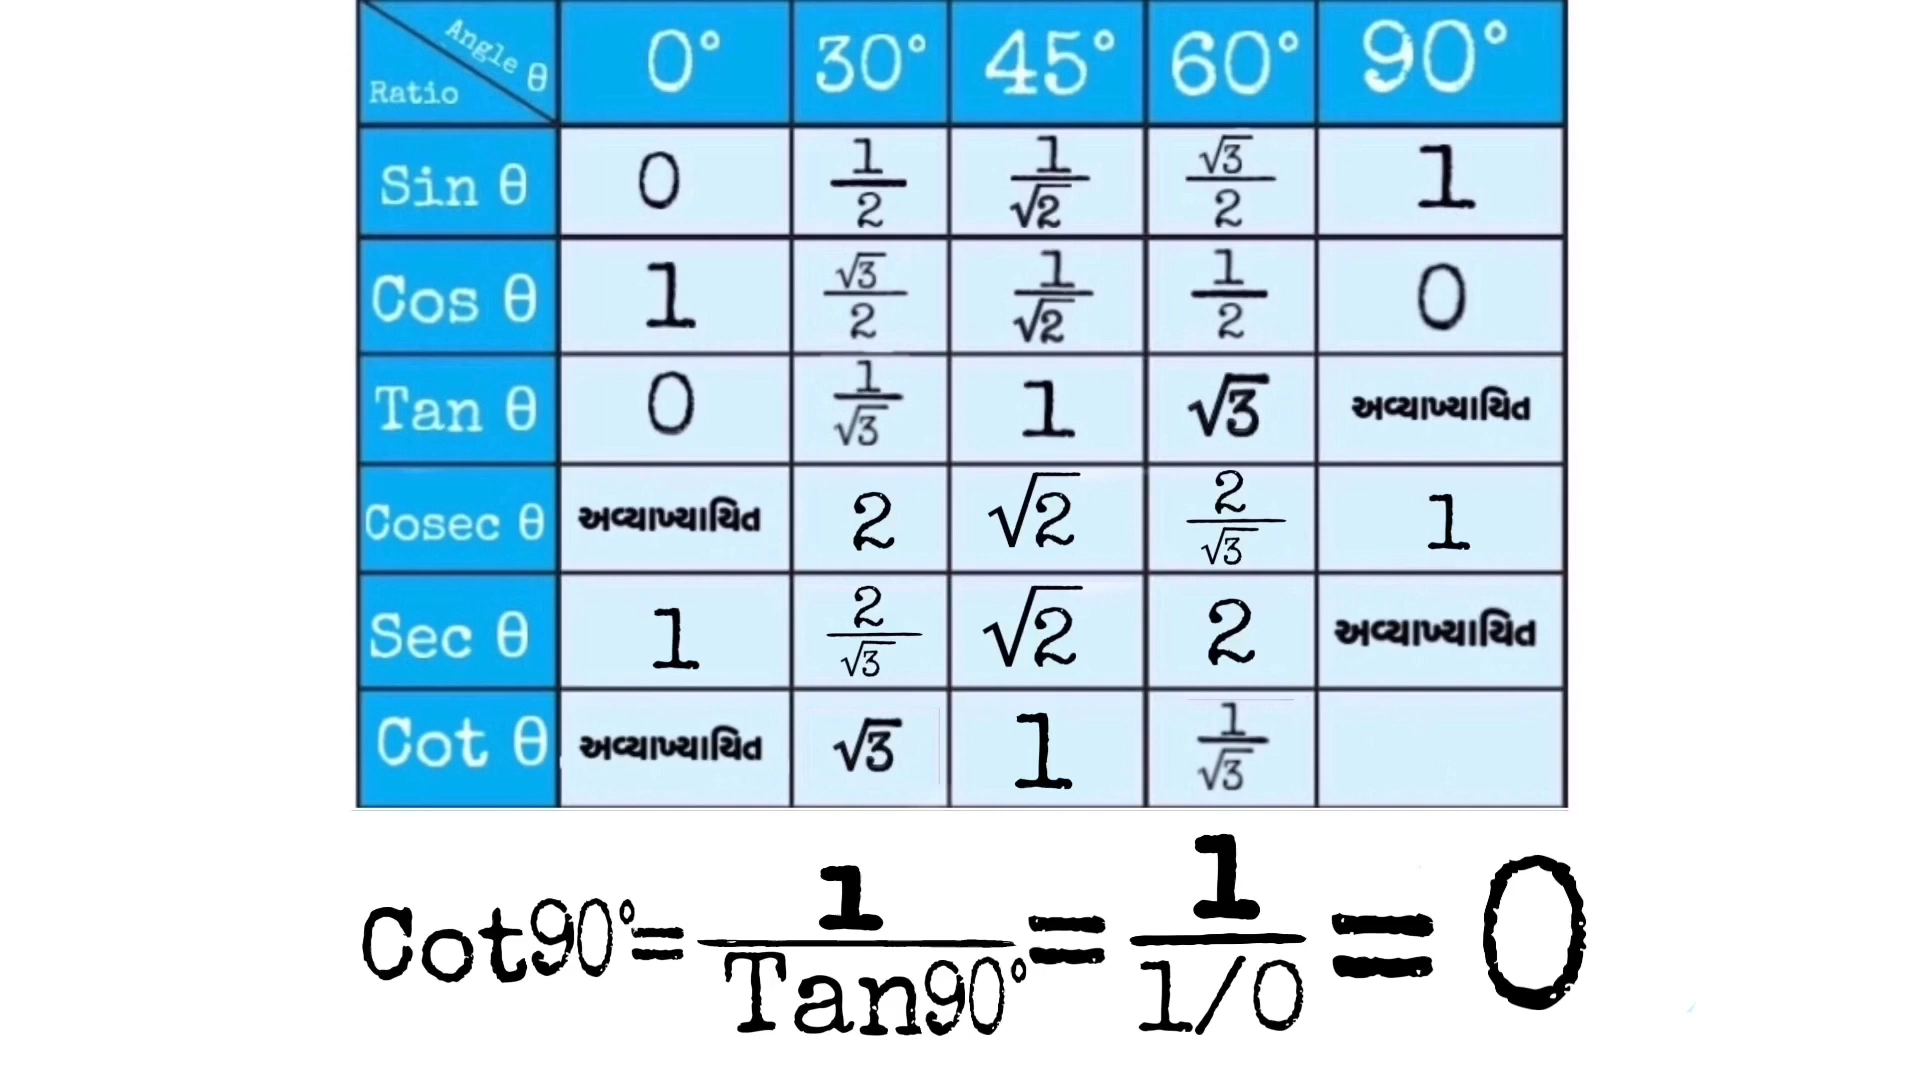 Ratio Angle θ 0° 30° 45° 60° 90°
Sin θ 0 1/2 1/√2 √3/2 1
Cos θ 1 √3/2 1/√2 1/2 0
Tan θ 0 1/√3 1 √3 અવ્યાખ્યાયિત
Cosec θ અવ્યાખ્યાયિત 2 √2 2/√3 1
Sec θ 1 2/√3 √2 2 અવ્યાખ્યાયિત
Cot θ અવ્યાખ્યાયિત √3 1 1/√3
Cot90°= 1/Tan90° = 1/1/0 = 0